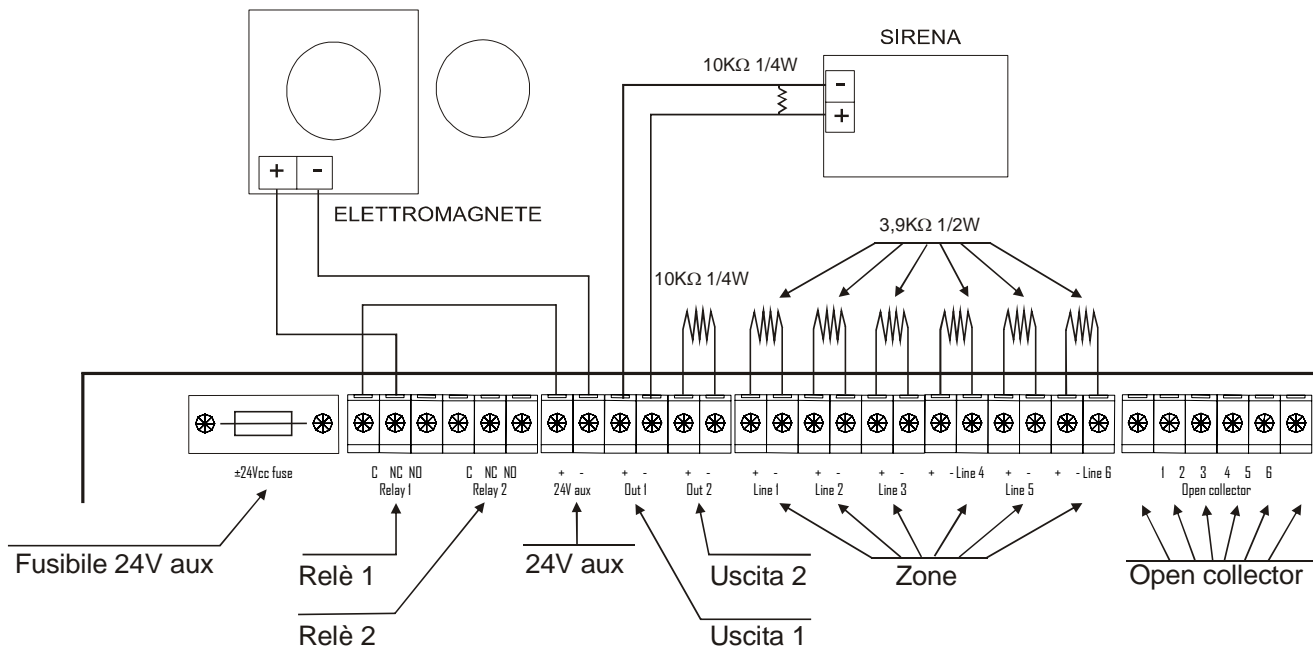 SIRENA
10KΩ 1/4W
-
+
+ -
ELETTROMAGNETE
3,9KΩ 1/2W
10KΩ 1/4W
±24Vcc fuse
C NC NO C NC NO + - + - + - + - + - + - + - Line 4 + - + - Line 6 1 2 3 4 5 6
Relay 1 Relay 2 24V aux Out 1 Out 2 Line 1 Line 2 Line 3 Line 5 Open collector
Fusibile 24V aux
Relè 1
24V aux
Uscita 2
Zone
Open collector
Relè 2
Uscita 1